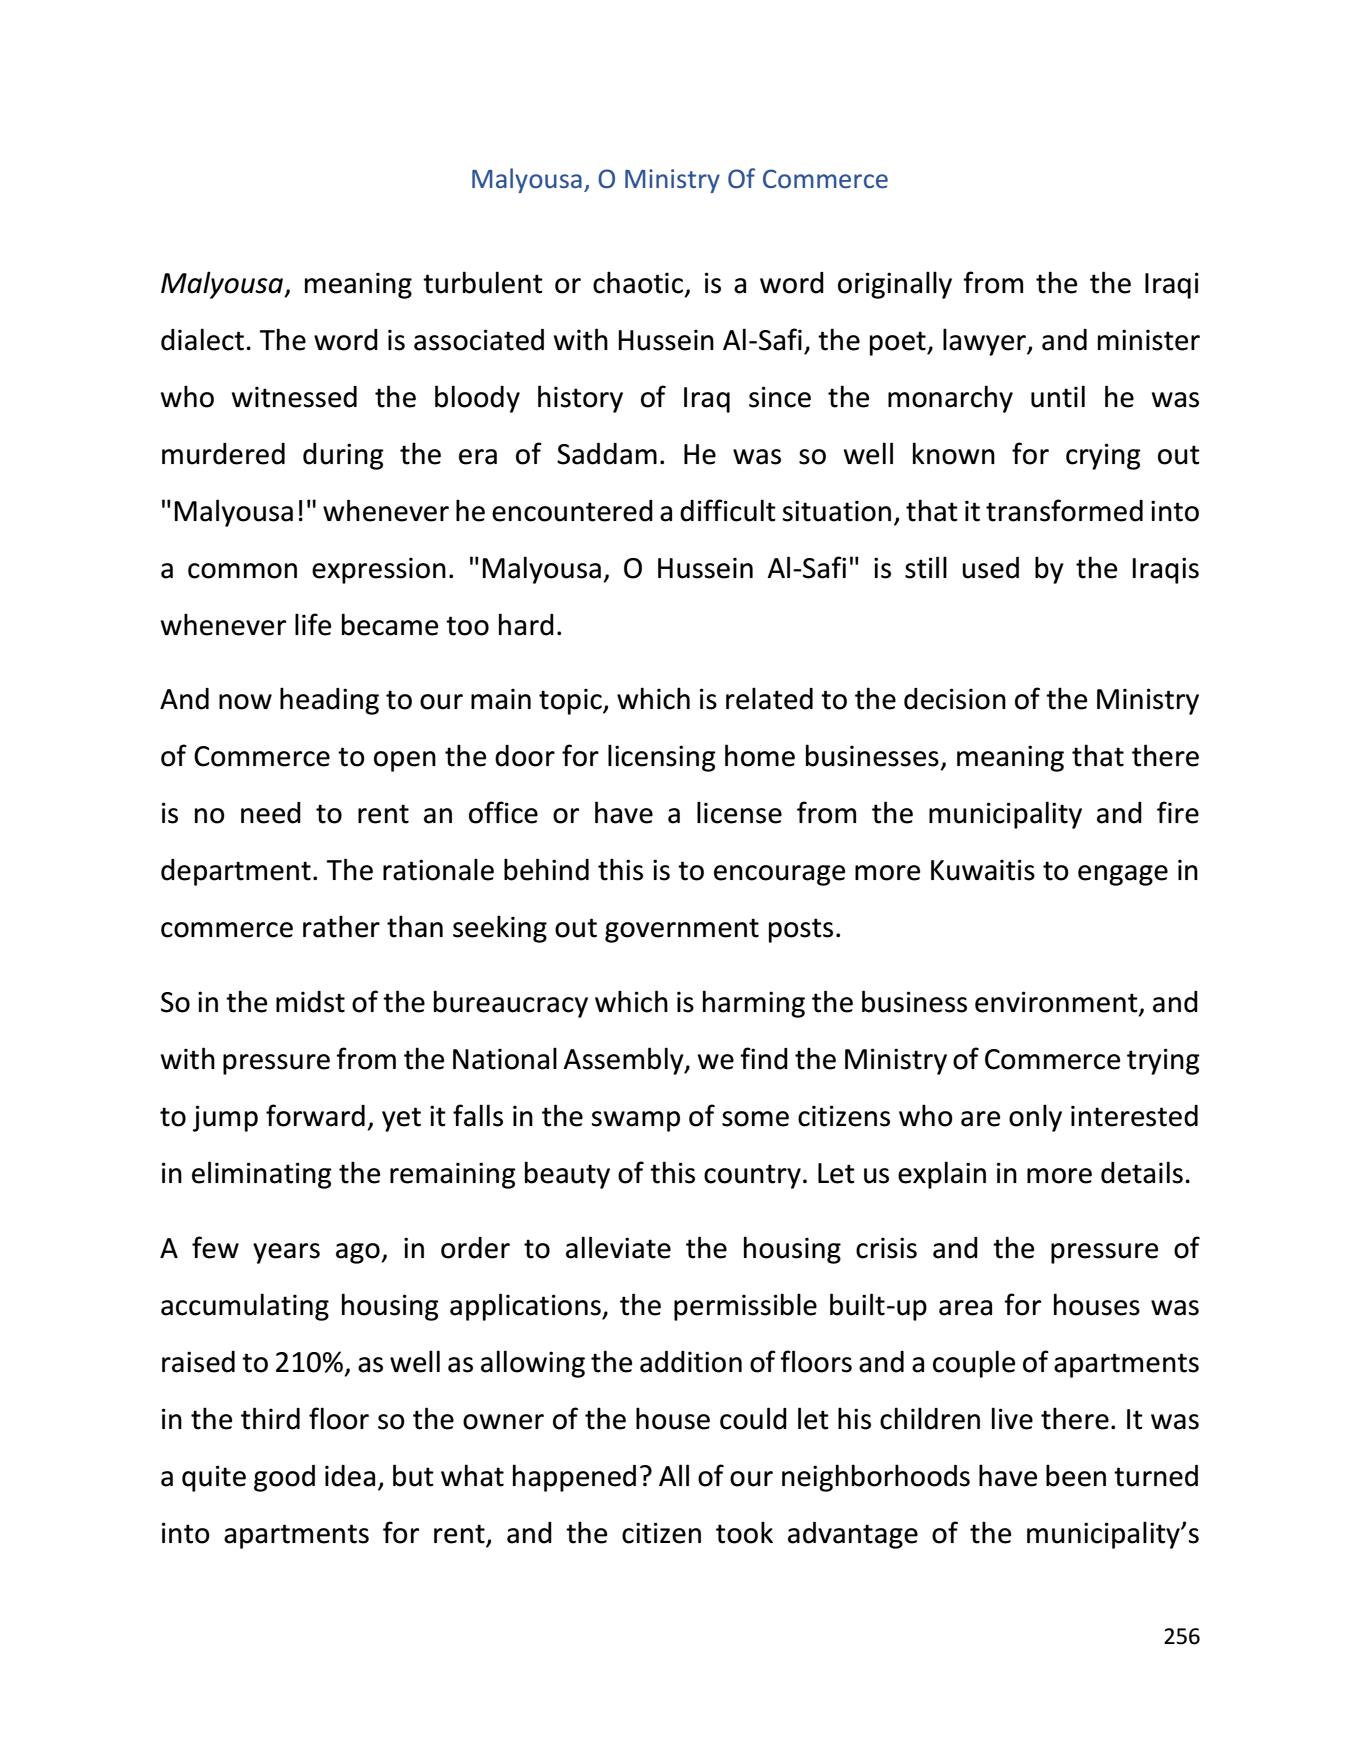 Malyousa, O Ministry Of Commerce
Malyousa, meaning turbulent or chaotic, is a word originally from the the Iraqi
dialect. The word is associated with Hussein Al-Safi, the poet, lawyer, and minister
who witnessed the bloody history of Iraq since the monarchy until he was
murdered during the era of Saddam. He was so well known for crying out
"Malyousa!" whenever he encountered a difficult situation, that it transformed into
a common expression. "Malyousa, O Hussein Al-Safi" is still used by the Iraqis
whenever life became too hard.
And now heading to our main topic, which is related to the decision of the Ministry
of Commerce to open the door for licensing home businesses, meaning that there
is no need to rent an office or have a license from the municipality and fire
department. The rationale behind this is to encourage more Kuwaitis to engage in
commerce rather than seeking out government posts.
So in the midst of the bureaucracy which is harming the business environment, and
with pressure from the National Assembly, we find the Ministry of Commerce trying
to jump forward, yet it falls in the swamp of some citizens who are only interested
in eliminating the remaining beauty of this country. Let us explain in more details.
A few years ago, in order to alleviate the housing crisis and the pressure of
accumulating housing applications, the permissible built-up area for houses was
raised to 210%, as well as allowing the addition of floors and a couple of apartments
in the third floor so the owner of the house could let his children live there. It was
a quite good idea, but what happened? All of our neighborhoods have been turned
into apartments for rent, and the citizen took advantage of the municipality’s
256